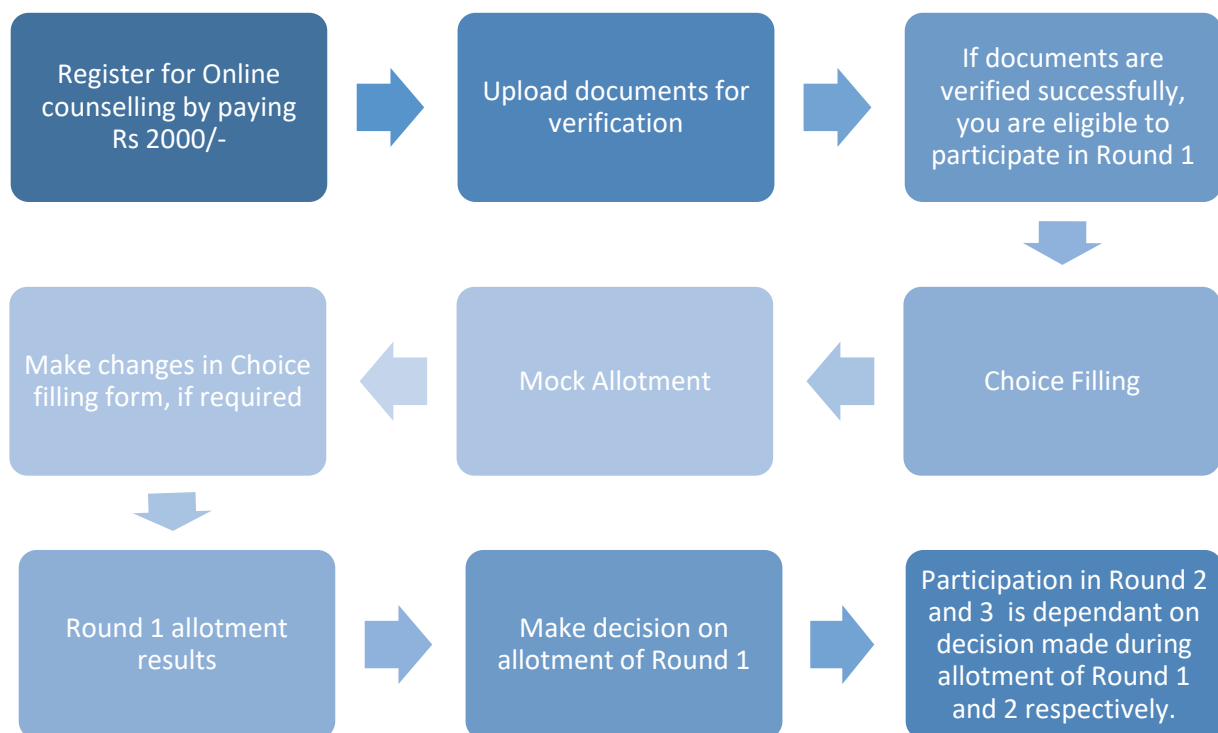 Register for Online
counselling by paying
Rs 2000/-
Upload documents for
verification
If documents are
verified successfully,
you are eligible to
participate in Round 1
Choice Filling
Mock Allotment
Make changes in Choice
filling form, if required
Round 1 allotment
results
Make decision on
allotment of Round 1
Participation in Round 2
and 3 is dependant on
decision made during
allotment of Round 1
and 2 respectively.